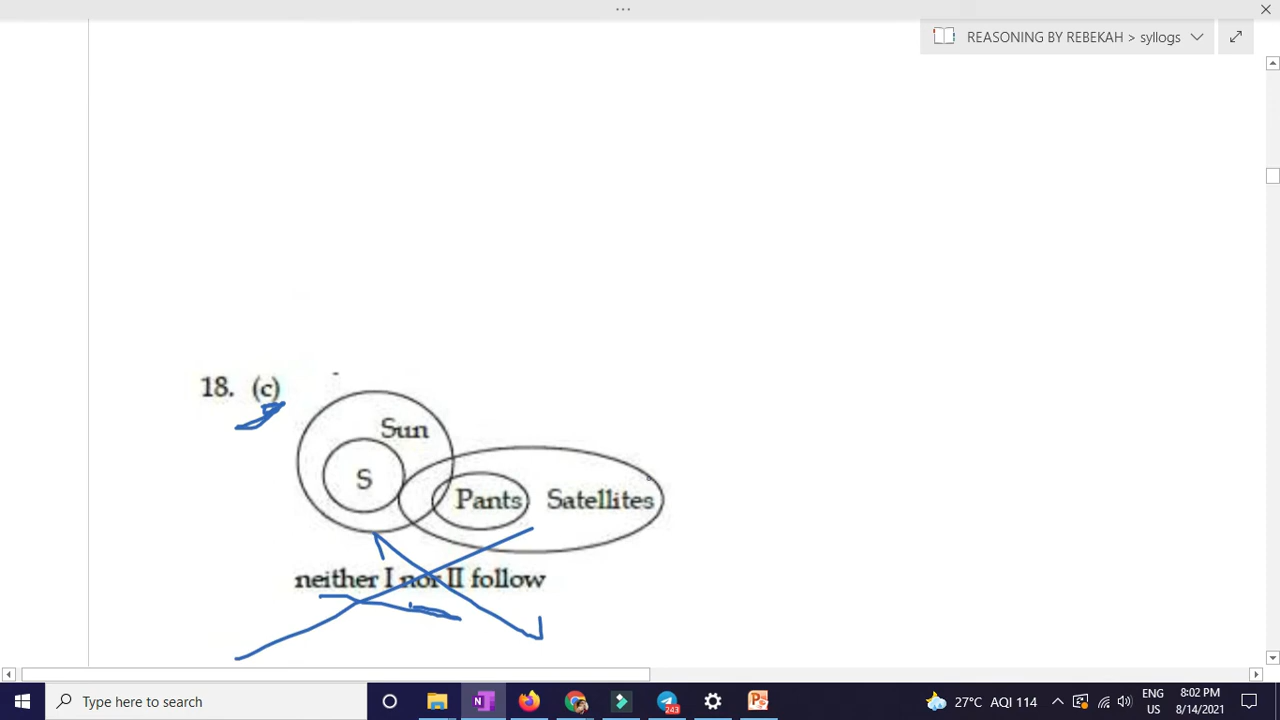 ...
REASONING BY REBEKAH > syllogs
18. (c)
Sun
S
Pants
Satellites
neither I nor II follow
Type here to search
243
27°C AQI 114
ENG
US
8:02 PM
8/14/2021